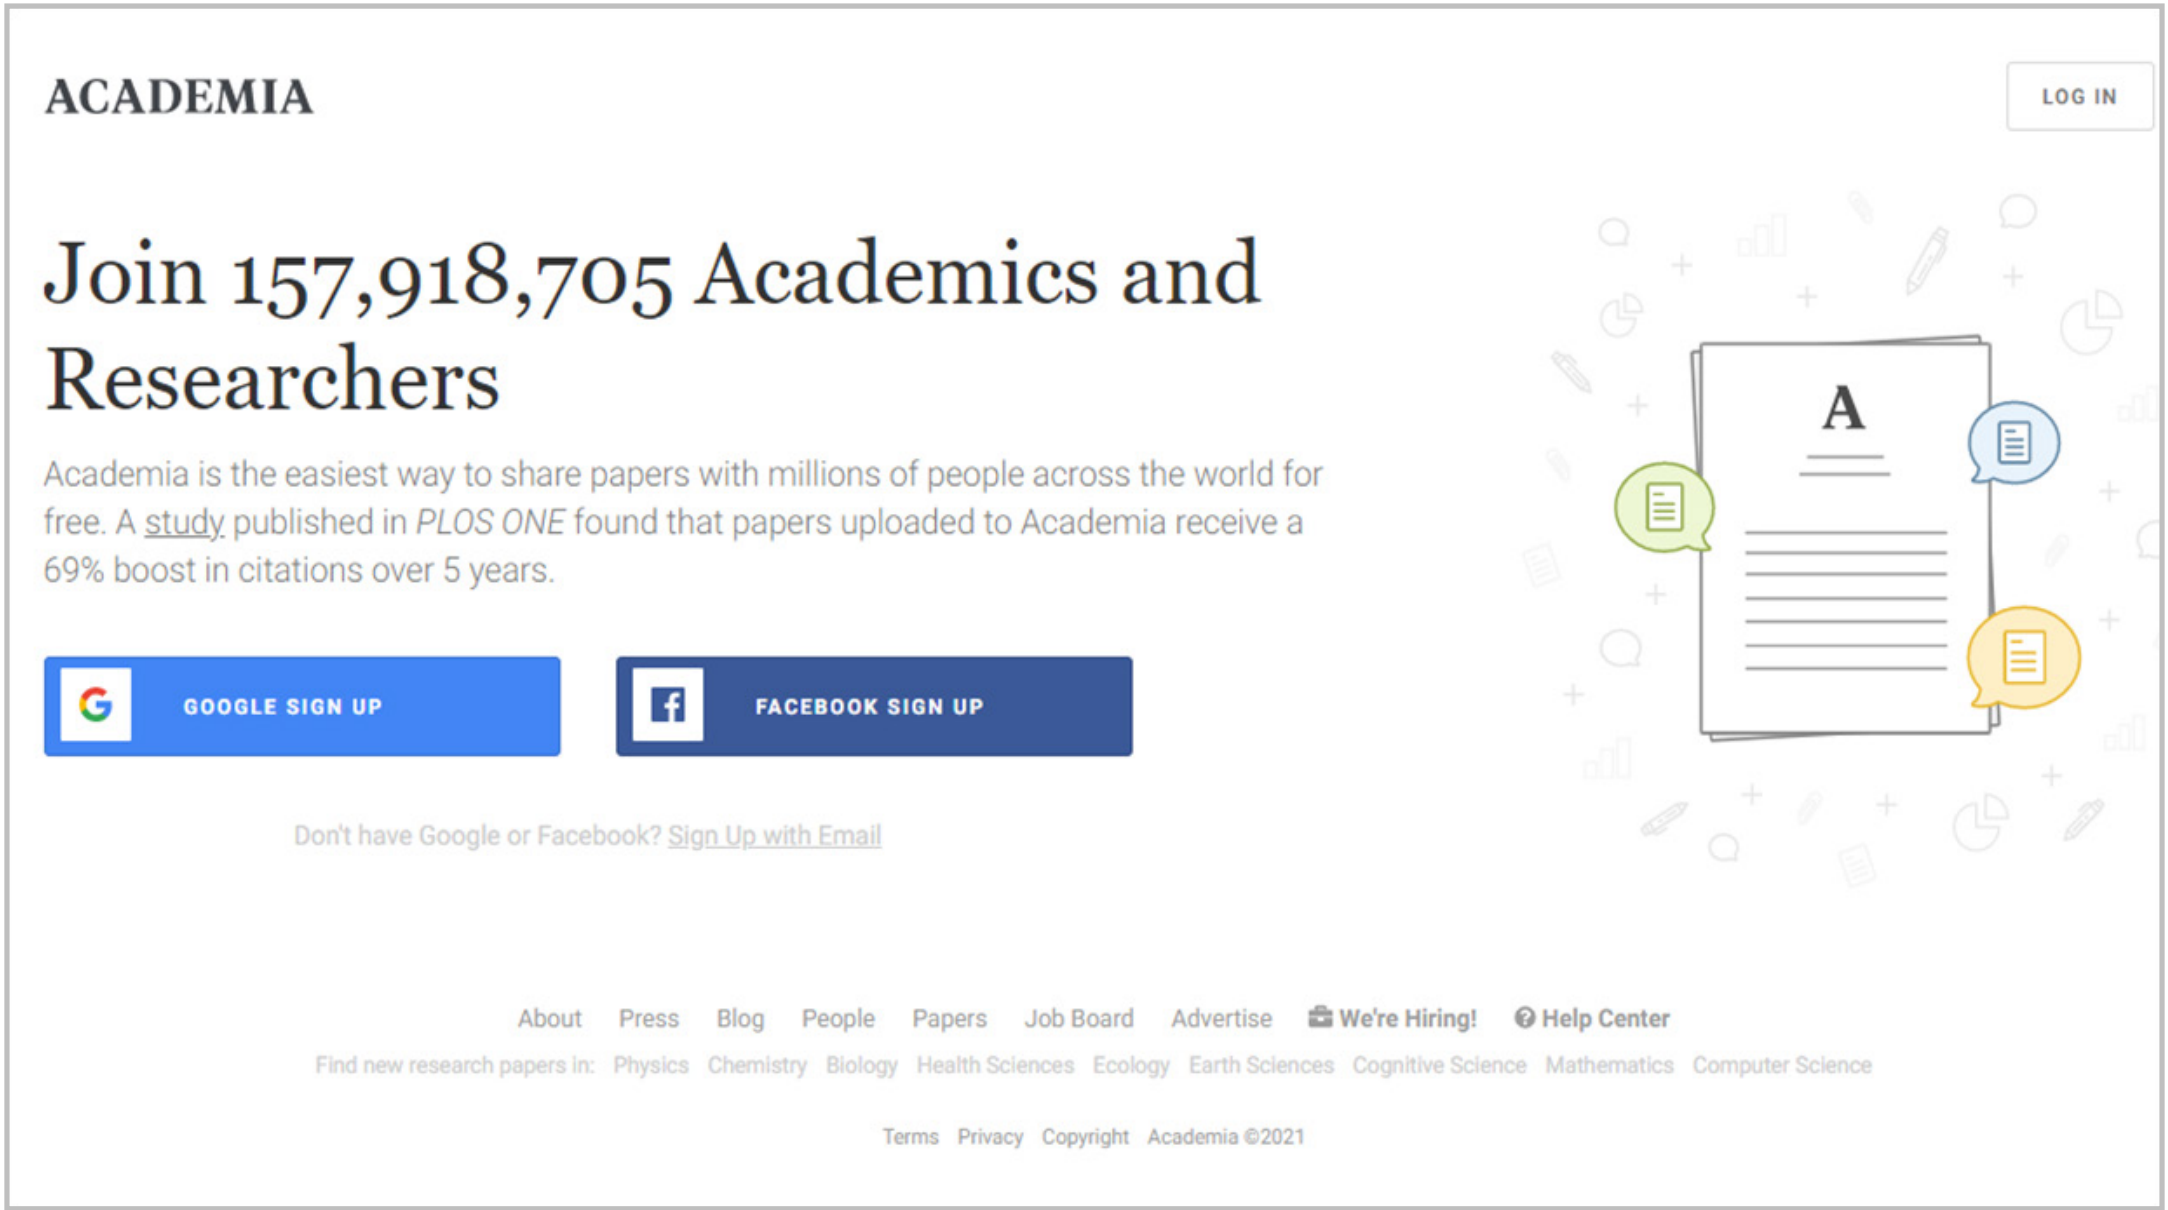 ACADEMIA
LOG IN
Join 157,918,705 Academics and
Researchers
Academia is the easiest way to share papers with millions of people across the world for
free. A study published in PLOS ONE found that papers uploaded to Academia receive a
69% boost in citations over 5 years.
GOOGLE SIGN UP
FACEBOOK SIGN UP
Don't have Google or Facebook? Sign Up with Email
A
About Press Blog People Papers Job Board Advertise We're Hiring! Help Center
Find new research papers in: Physics Chemistry Biology Health Sciences Ecology Earth Sciences Cognitive Science Mathematics Computer Science
Terms Privacy Copyright Academia ©2021